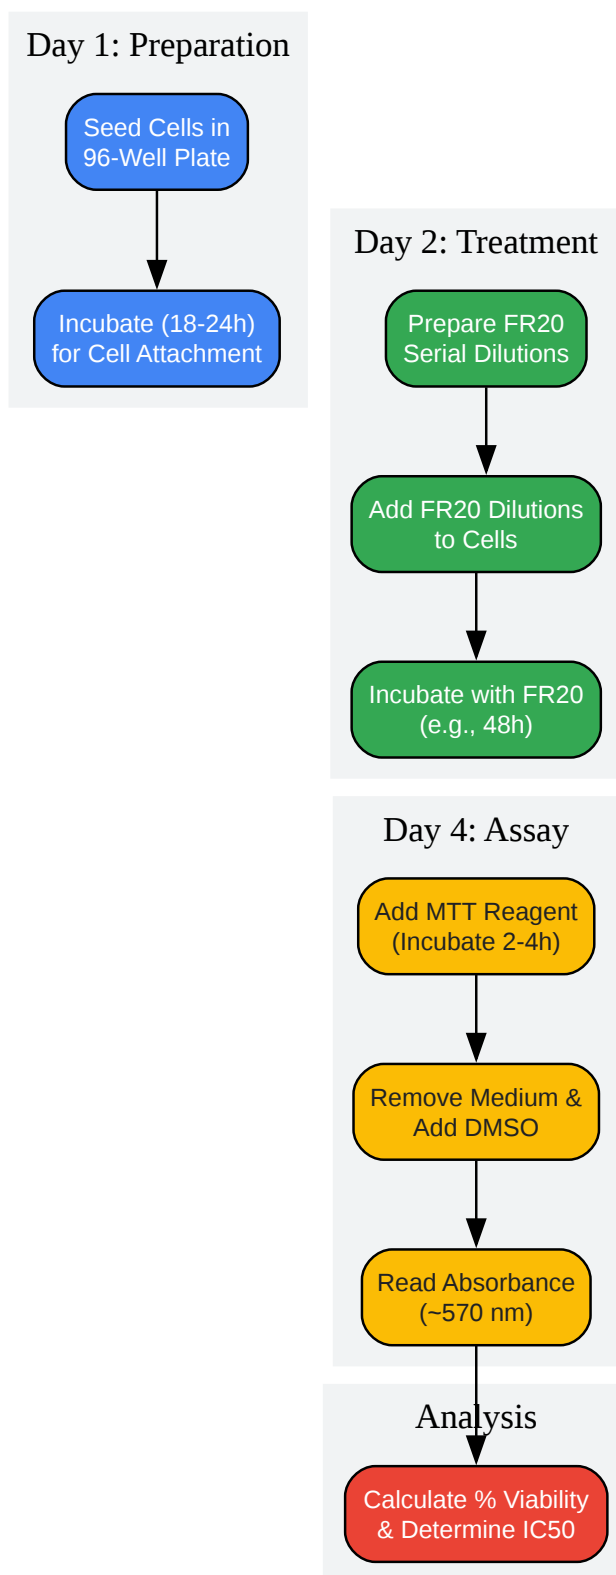 Day 1: Preparation
Seed Cells in
96-Well Plate
Incubate (18-24h)
for Cell Attachment
Day 2: Treatment
Prepare FR20
Serial Dilutions
Add FR20 Dilutions
to Cells
Incubate with FR20
(e.g., 48h)
Day 4: Assay
Add MTT Reagent
(Incubate 2-4h)
Remove Medium &
Add DMSO
Read Absorbance
(~570 nm)
Analysis
Calculate % Viability
& Determine IC50